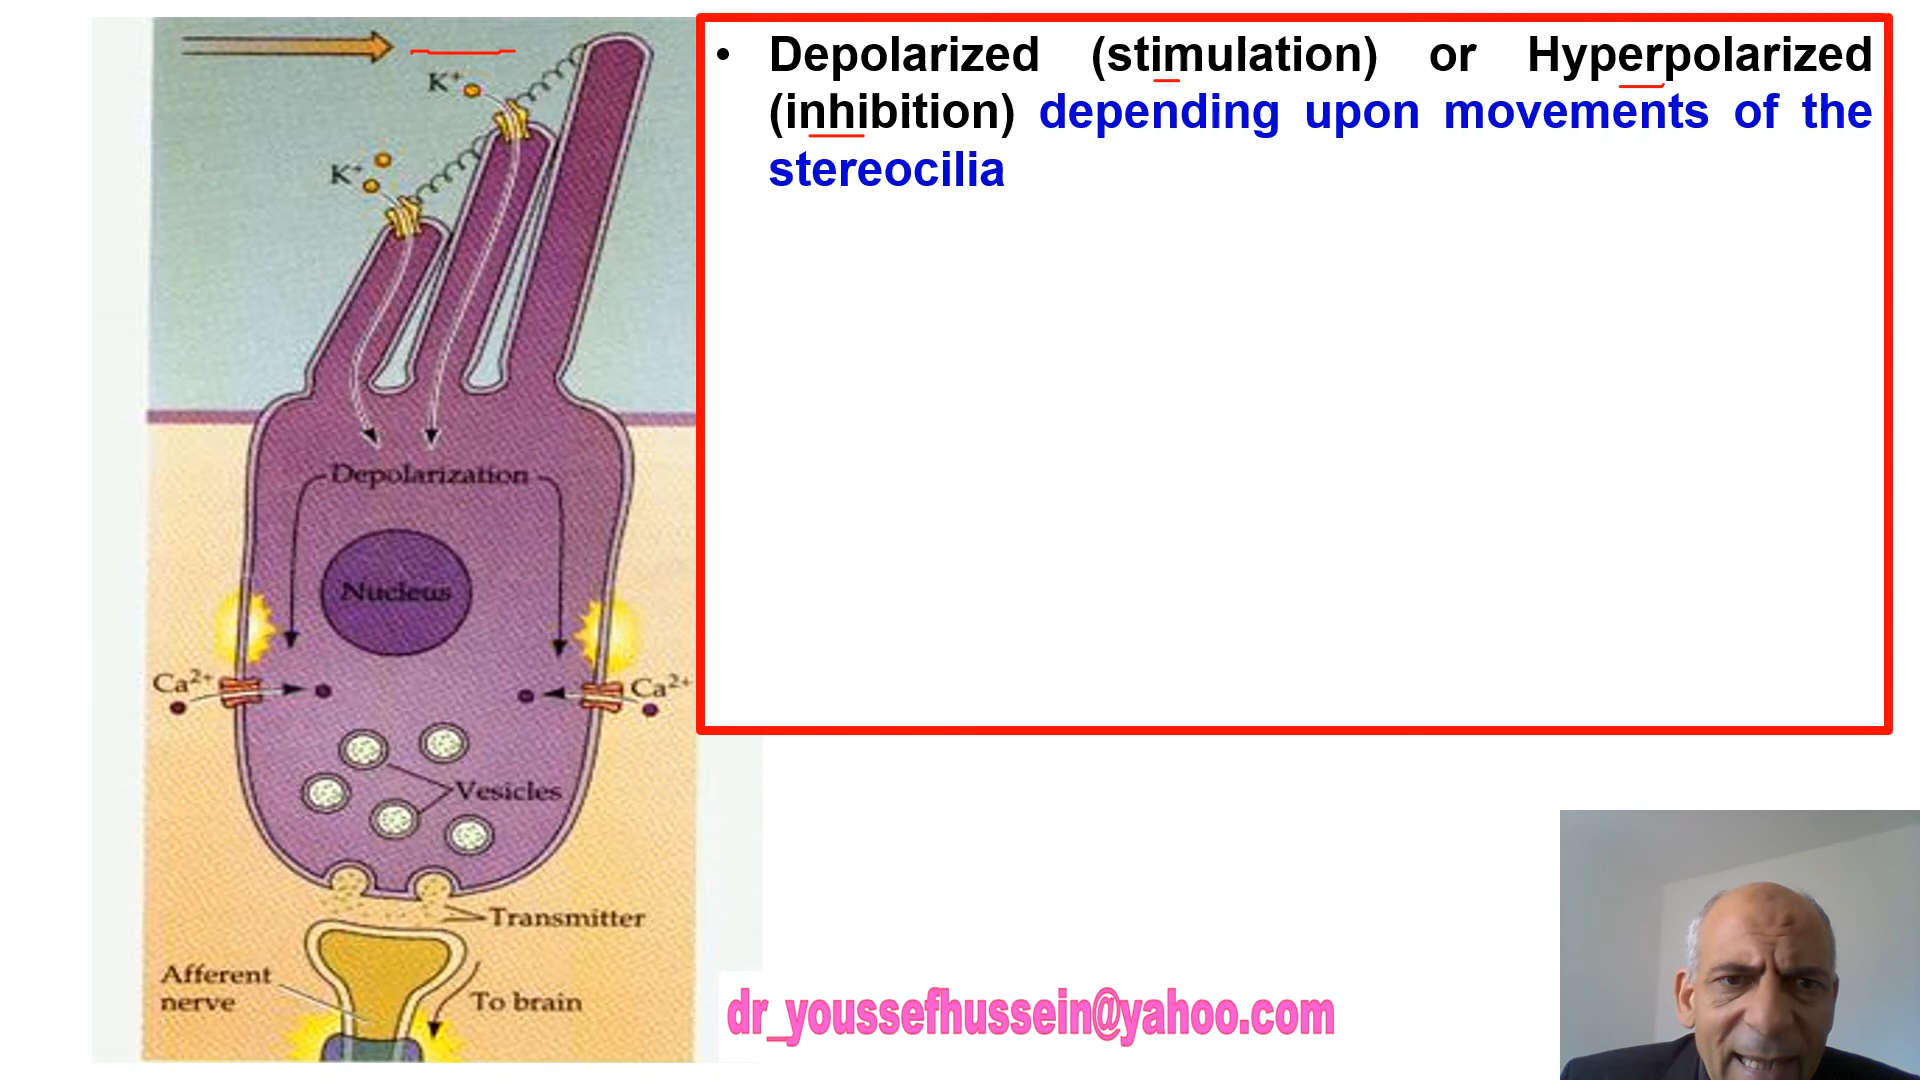 K+
K+
Depolarization
Nucleus
Ca2+
Ca2+
Vesicles
Transmitter
Afferent
nerve
To brain
• Depolarized (stimulation) or Hyperpolarized
(inhibition) depending upon movements of the
stereocilia
dr_youssefhussein@yahoo.com